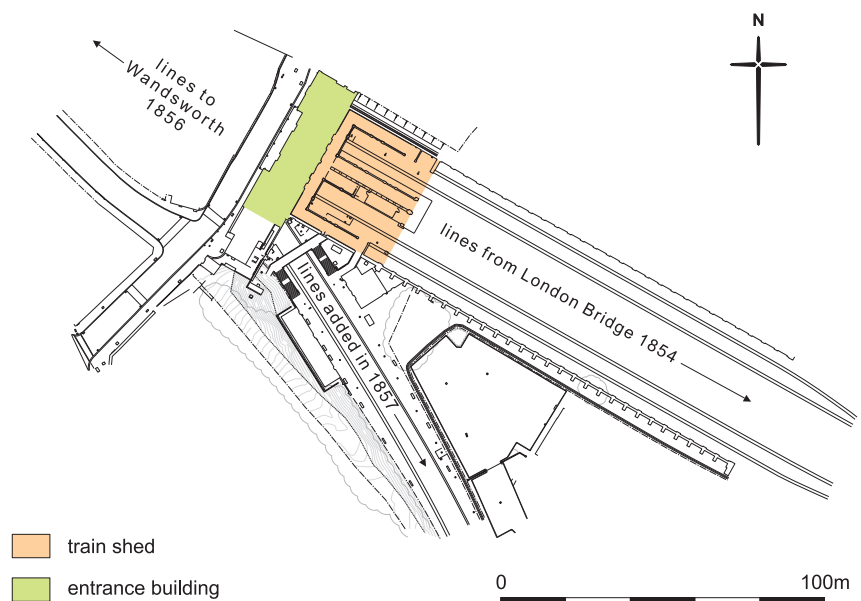 N
lines to
Wandsworth
1856
lines from London Bridge 1854
lines added in 1857
train shed
entrance building
0
100m